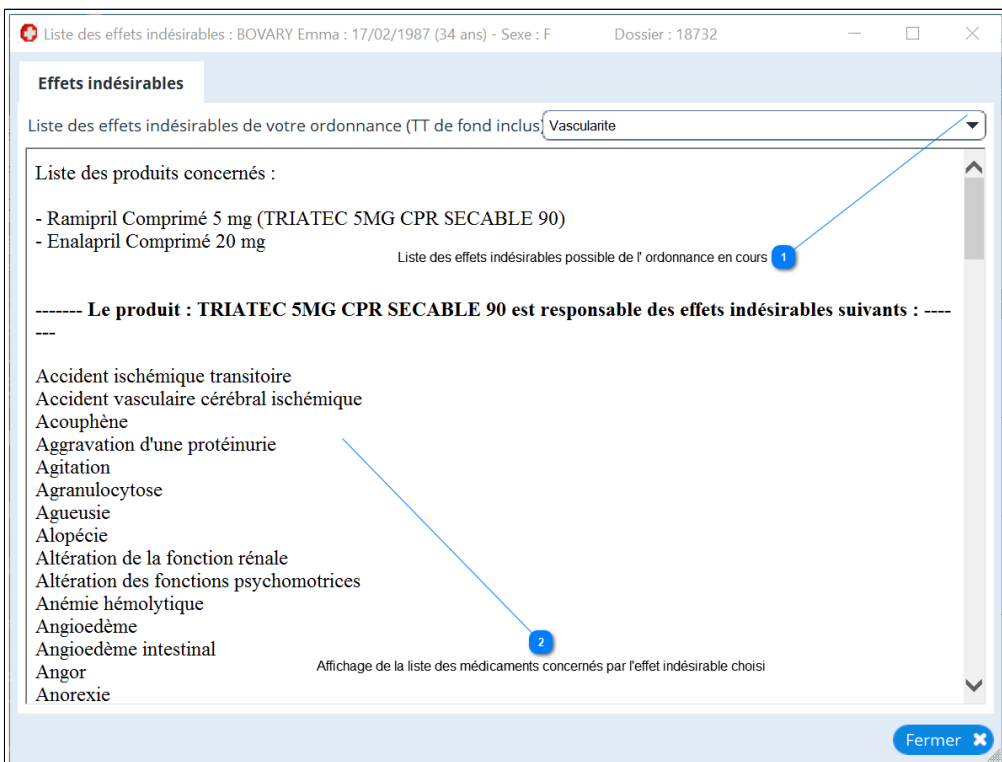 Liste des effets indésirables : BOVARY Emma : 17/02/1987 (34 ans) - Sexe : F Dossier : 18732
Effets indésirables
Liste des effets indésirables de votre ordonnance (TT de fond inclus) Vascularite
Liste des produits concernés :
- Ramipril Comprimé 5 mg (TRIATEC 5MG CPR SECABLE 90)
- Enalapril Comprimé 20 mg
Liste des effets indésirables possible de l' ordonnance en cours 1
------- Le produit : TRIATEC 5MG CPR SECABLE 90 est responsable des effets indésirables suivants : ----
---
Accident ischémique transitoire
Accident vasculaire cérébral ischémique
Acouphène
Aggravation d'une protéinurie
Agitation
Agranulocytose
Agueusie
Alopécie
Altération de la fonction rénale
Altération des fonctions psychomotrices
Anémie hémolytique
Angioedème
Angioedème intestinal
2
Angor
Affichage de la liste des médicaments concernés par l'effet indésirable choisi
Anorexie
Fermer